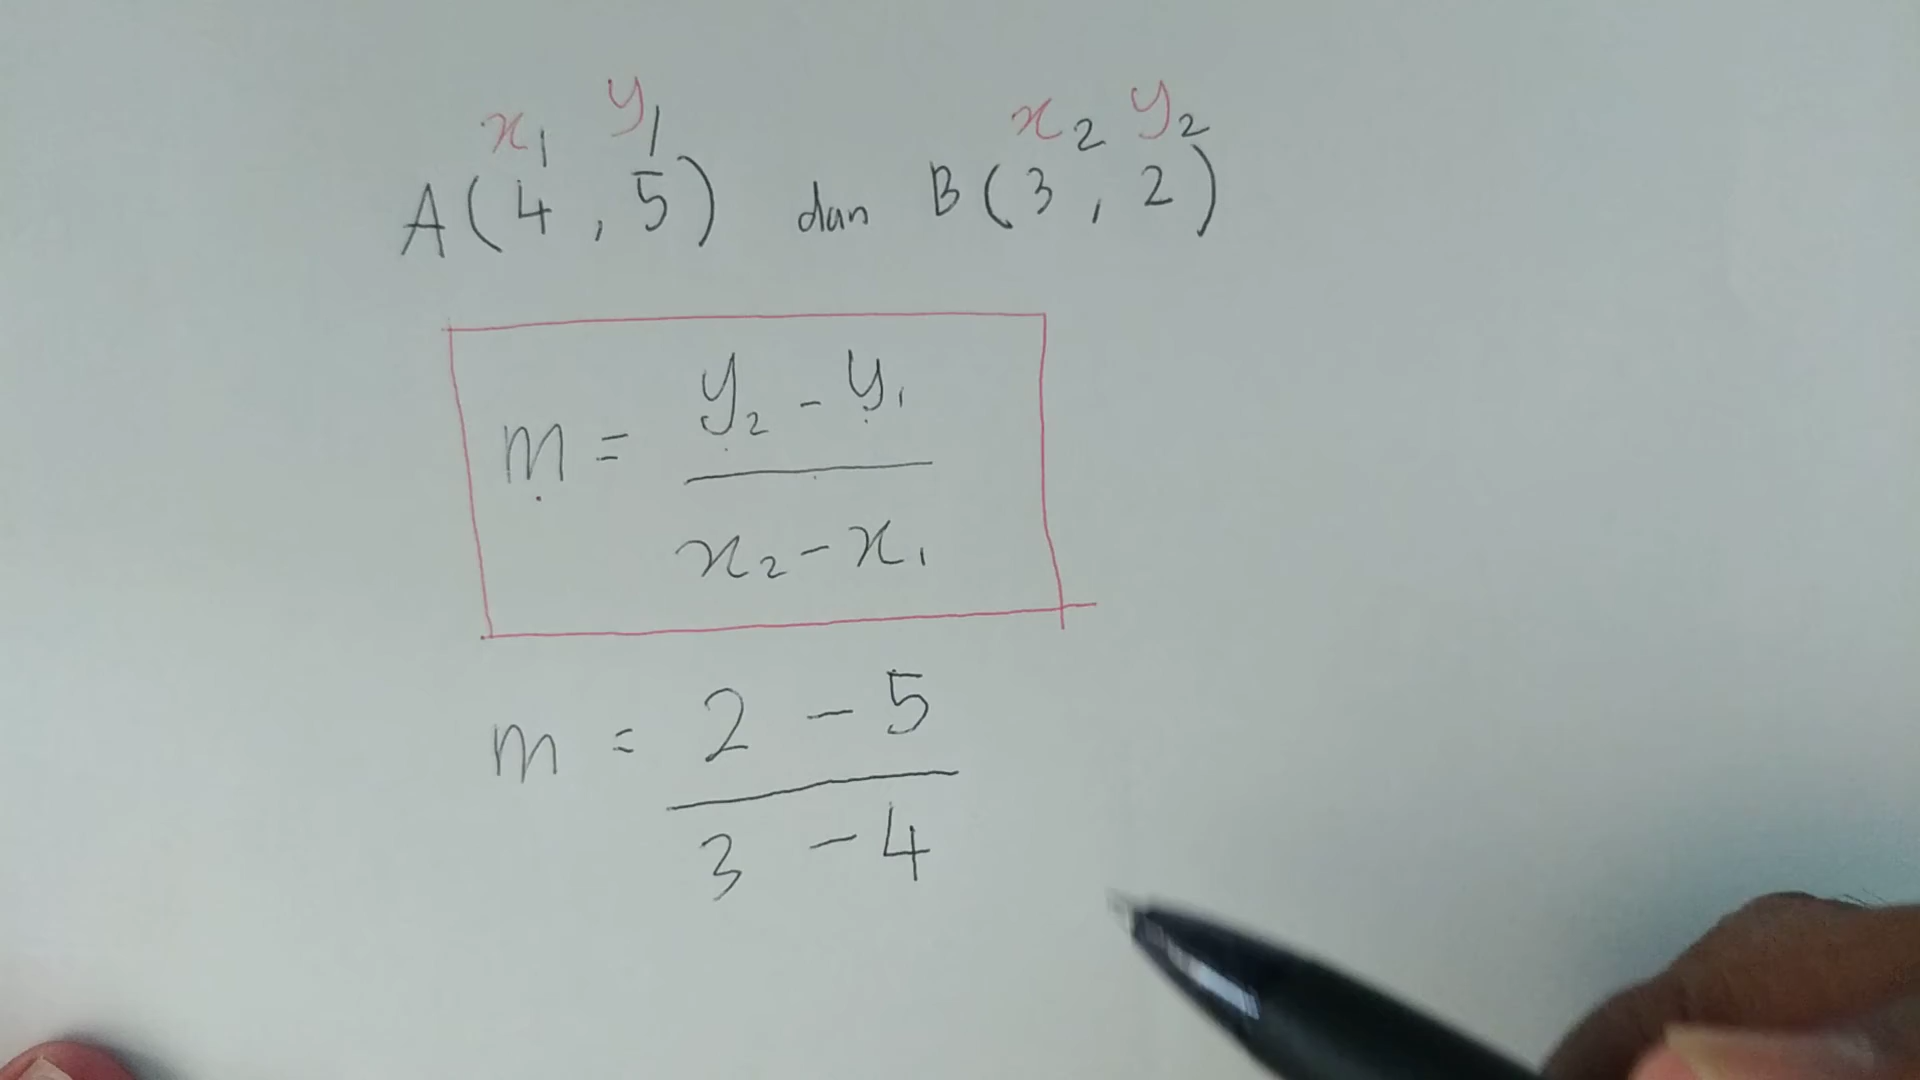 x₁ y₁ x₂ y₂
A(4, 5) dan B(3, 2)
m = y₂ - y₁
x₂ - x₁
m = 2 - 5
3 - 4